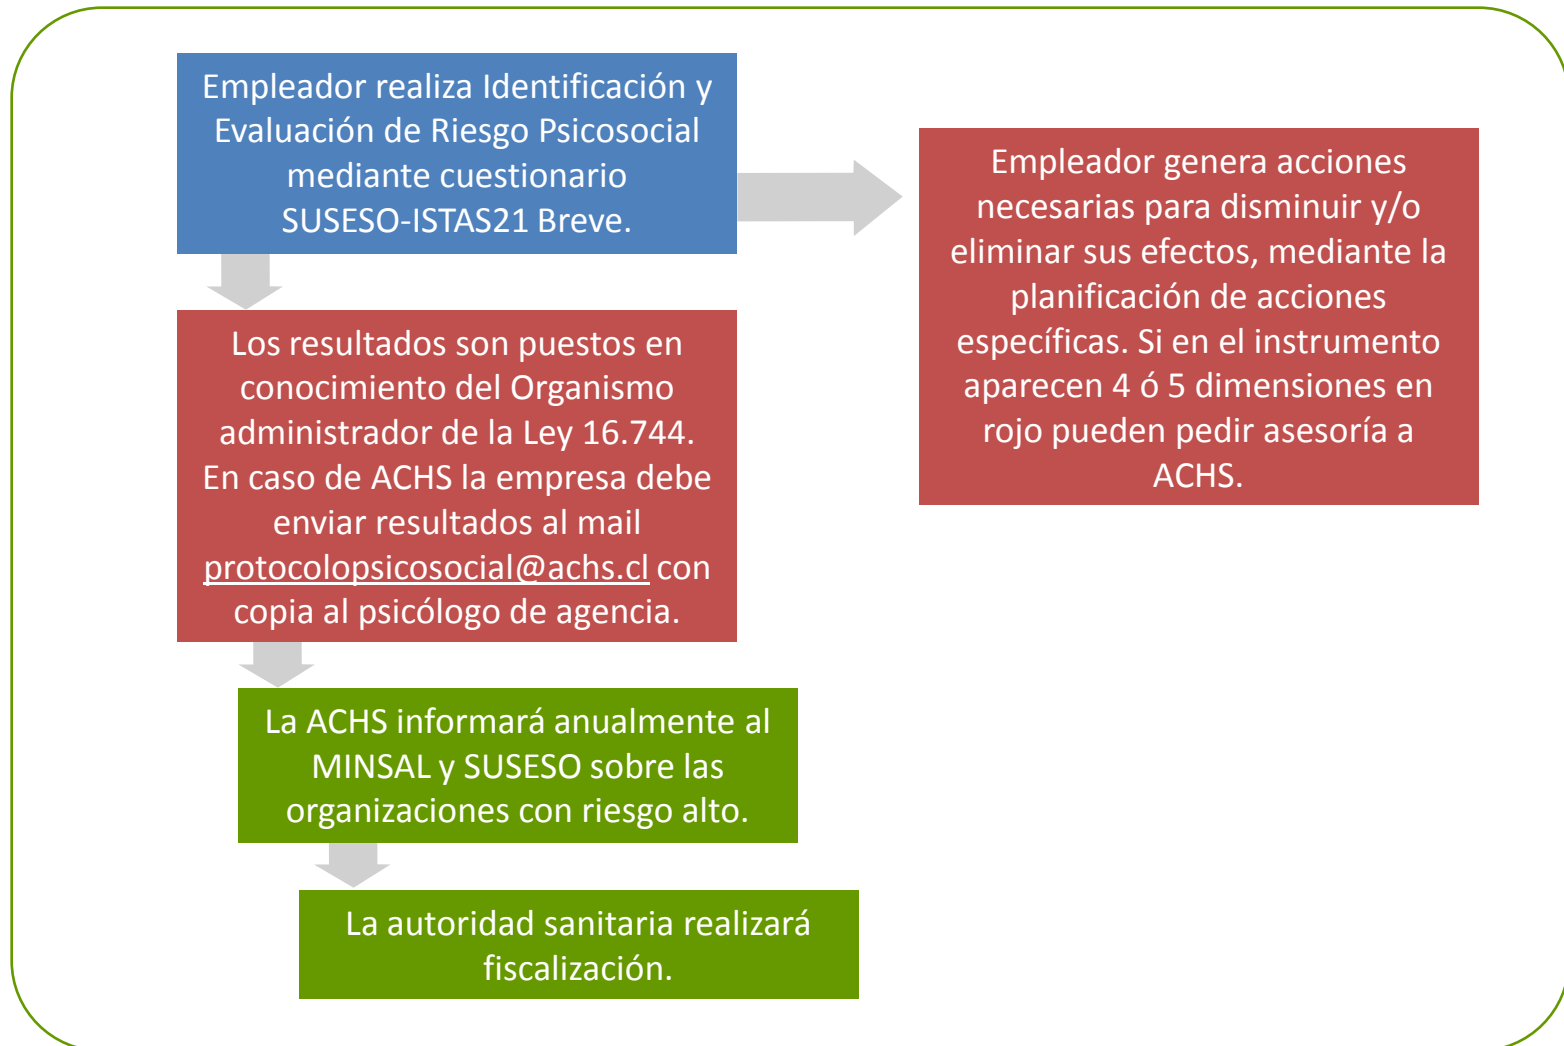 Empleador realiza Identificación y
Evaluación de Riesgo Psicosocial
mediante cuestionario
SUSESO-ISTAS21 Breve.
Empleador genera acciones
necesarias para disminuir y/o
eliminar sus efectos, mediante la
planificación de acciones
específicas. Si en el instrumento
aparecen 4 ó 5 dimensiones en
rojo pueden pedir asesoría a
ACHS.
Los resultados son puestos en
conocimiento del Organismo
administrador de la Ley 16.744.
En caso de ACHS la empresa debe
enviar resultados al mail
protocolopsicosocial@achs.cl con
copia al psicólogo de agencia.
La ACHS informará anualmente al
MINSAL y SUSESO sobre las
organizaciones con riesgo alto.
La autoridad sanitaria realizará
fiscalización.